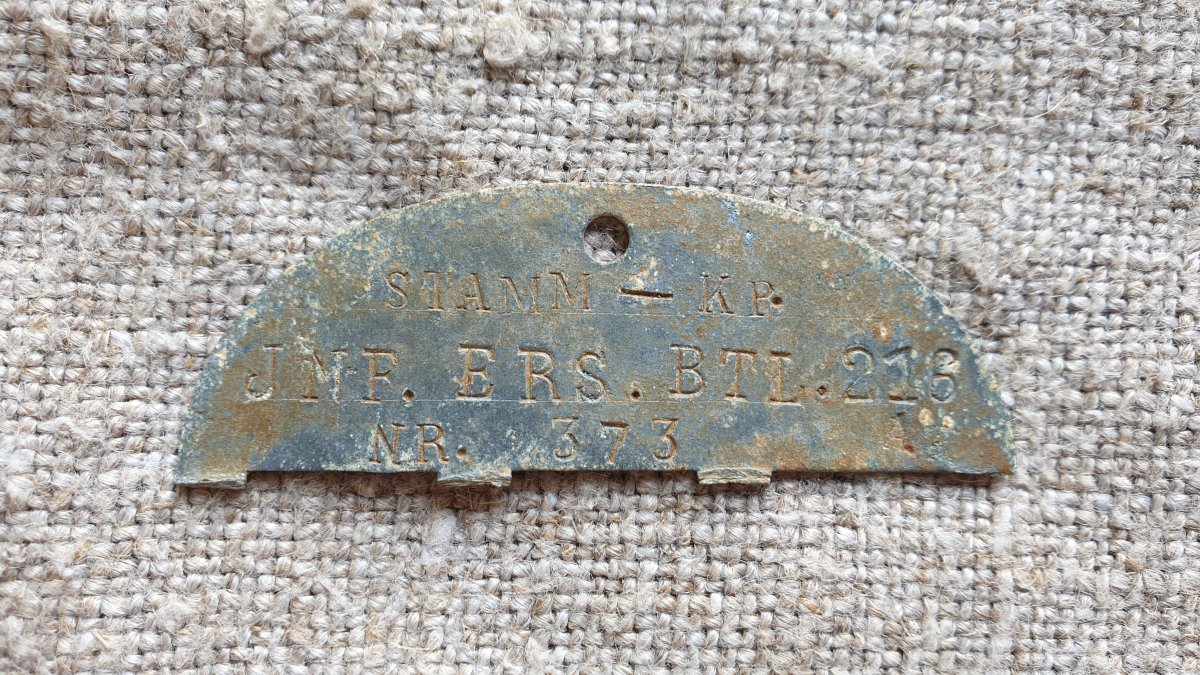 STAMM – KP.
JNF. ERS. BTL. 216
NR. 373 A